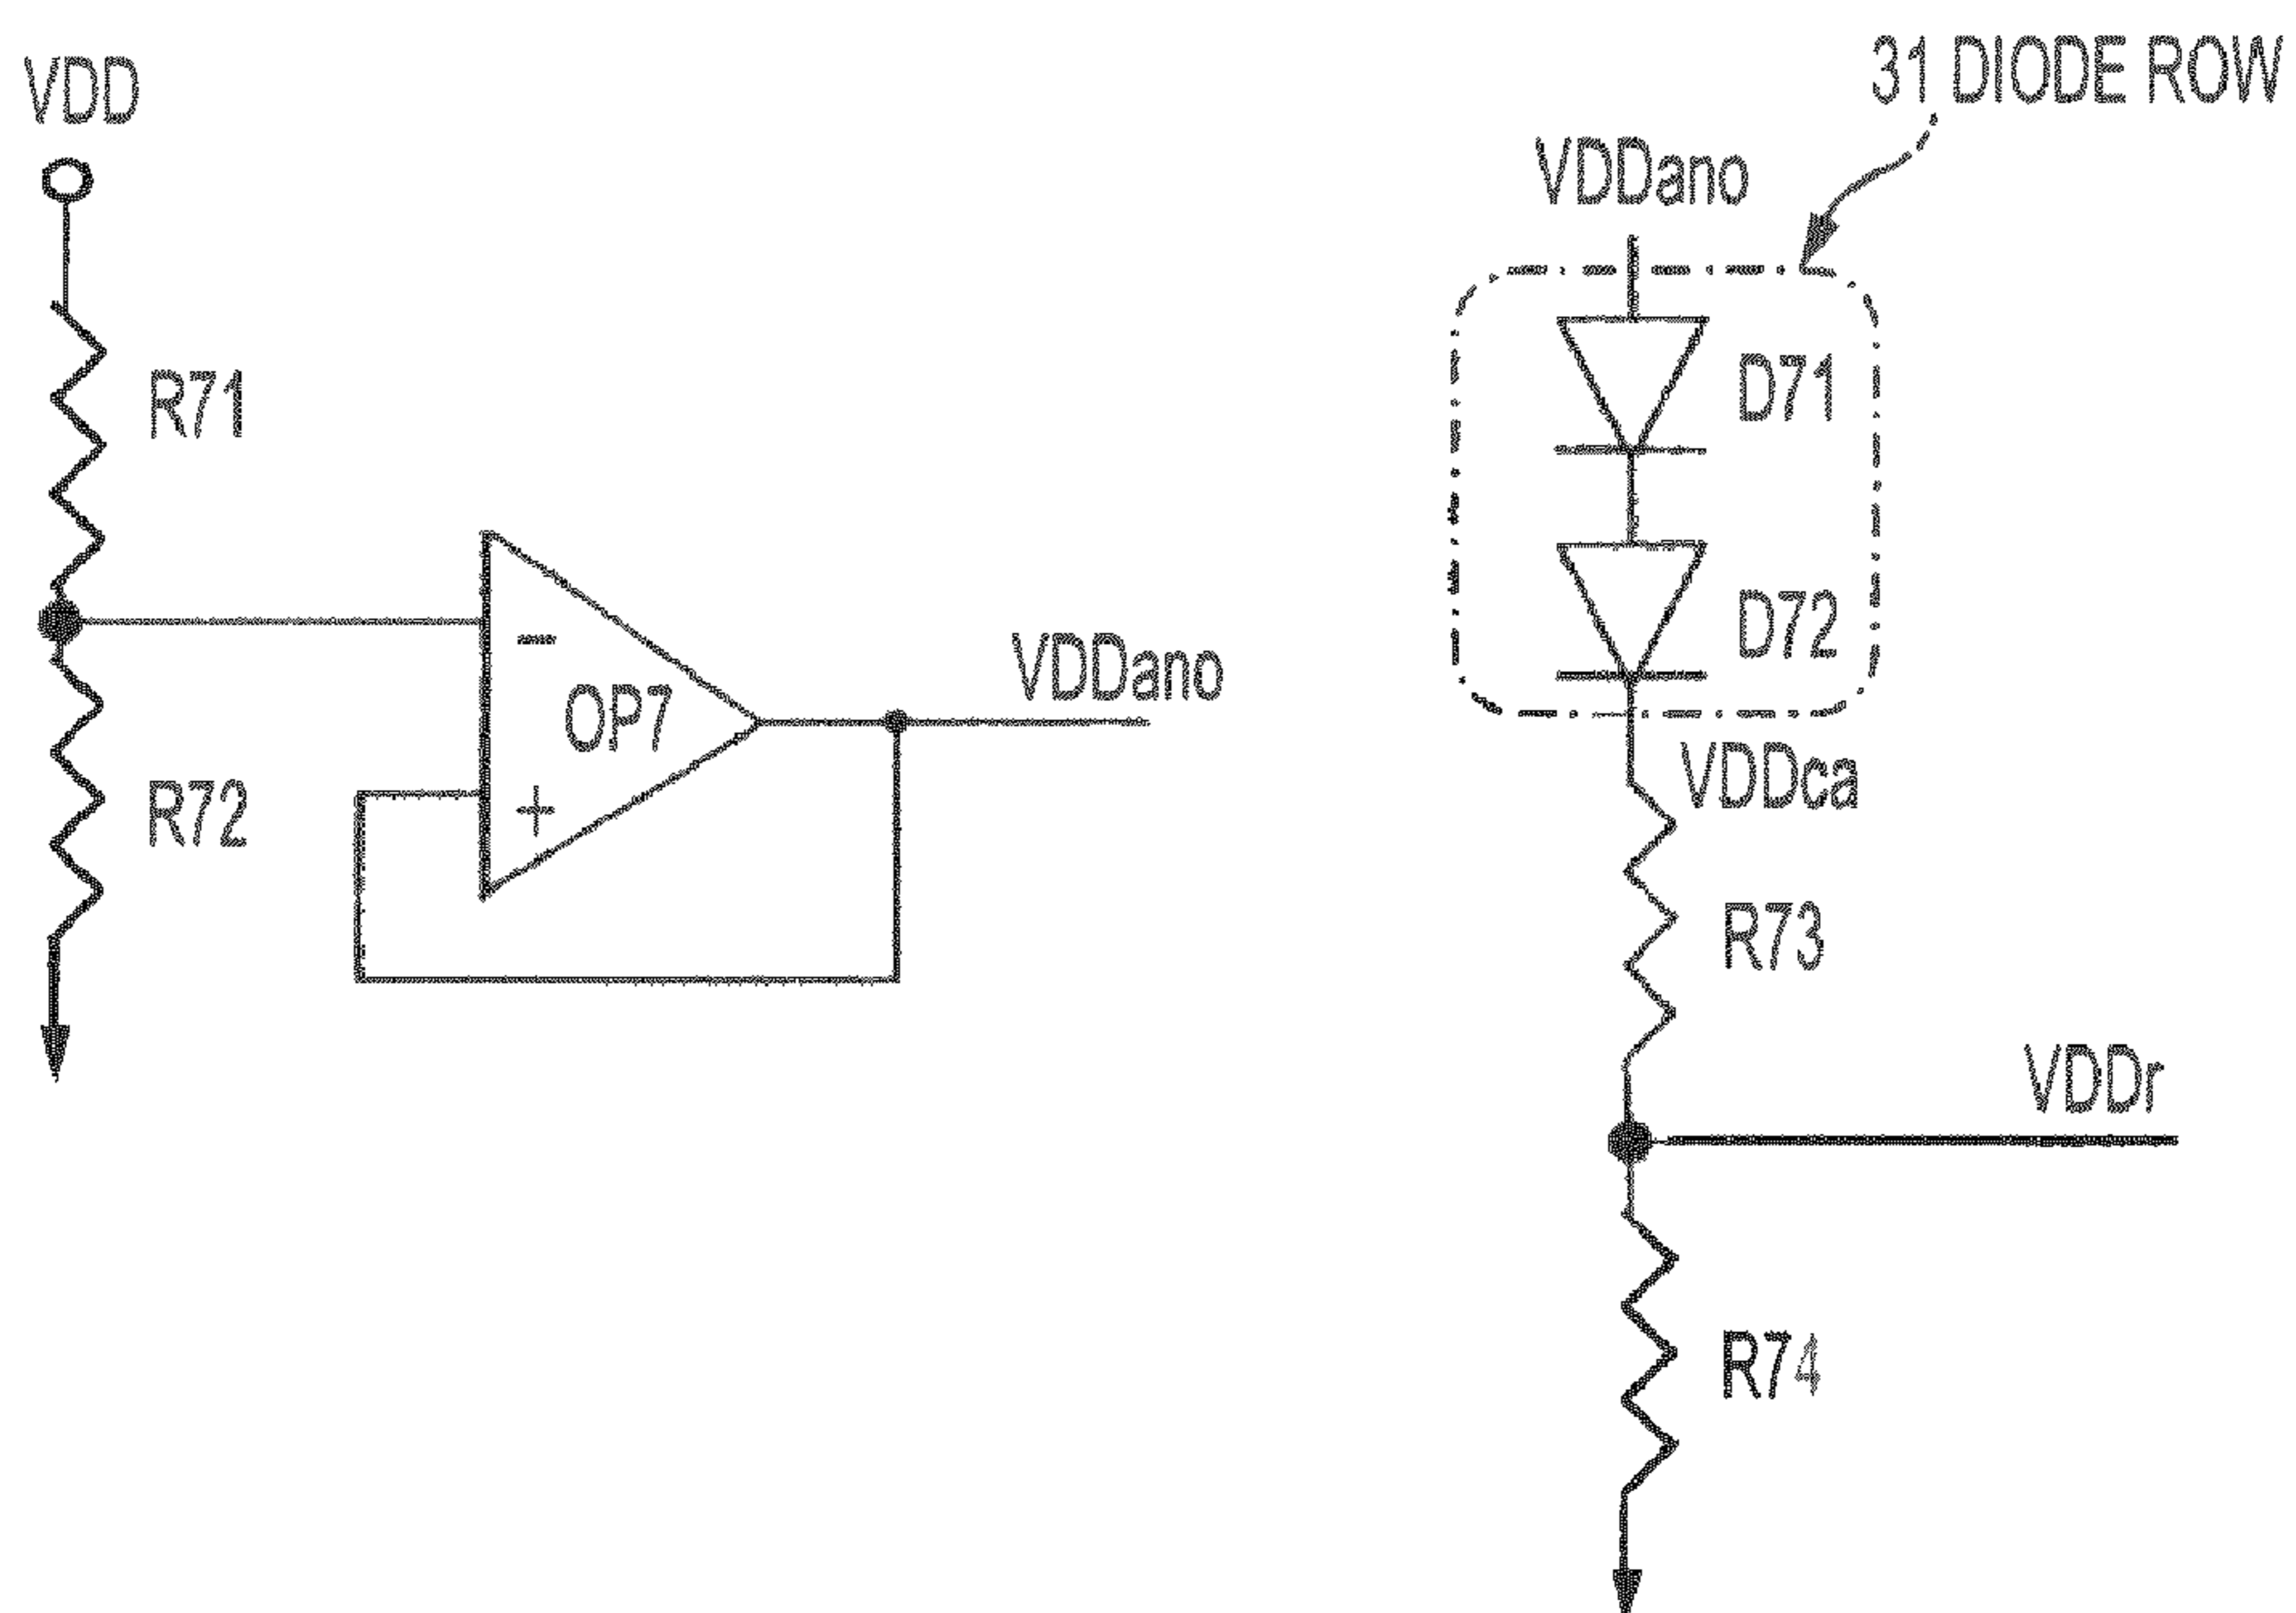 VDD
R71
R72
−
OP7
+
VDDano
31 DIODE ROW
VDDano
D71
D72
VDDca
R73
VDDr
R74